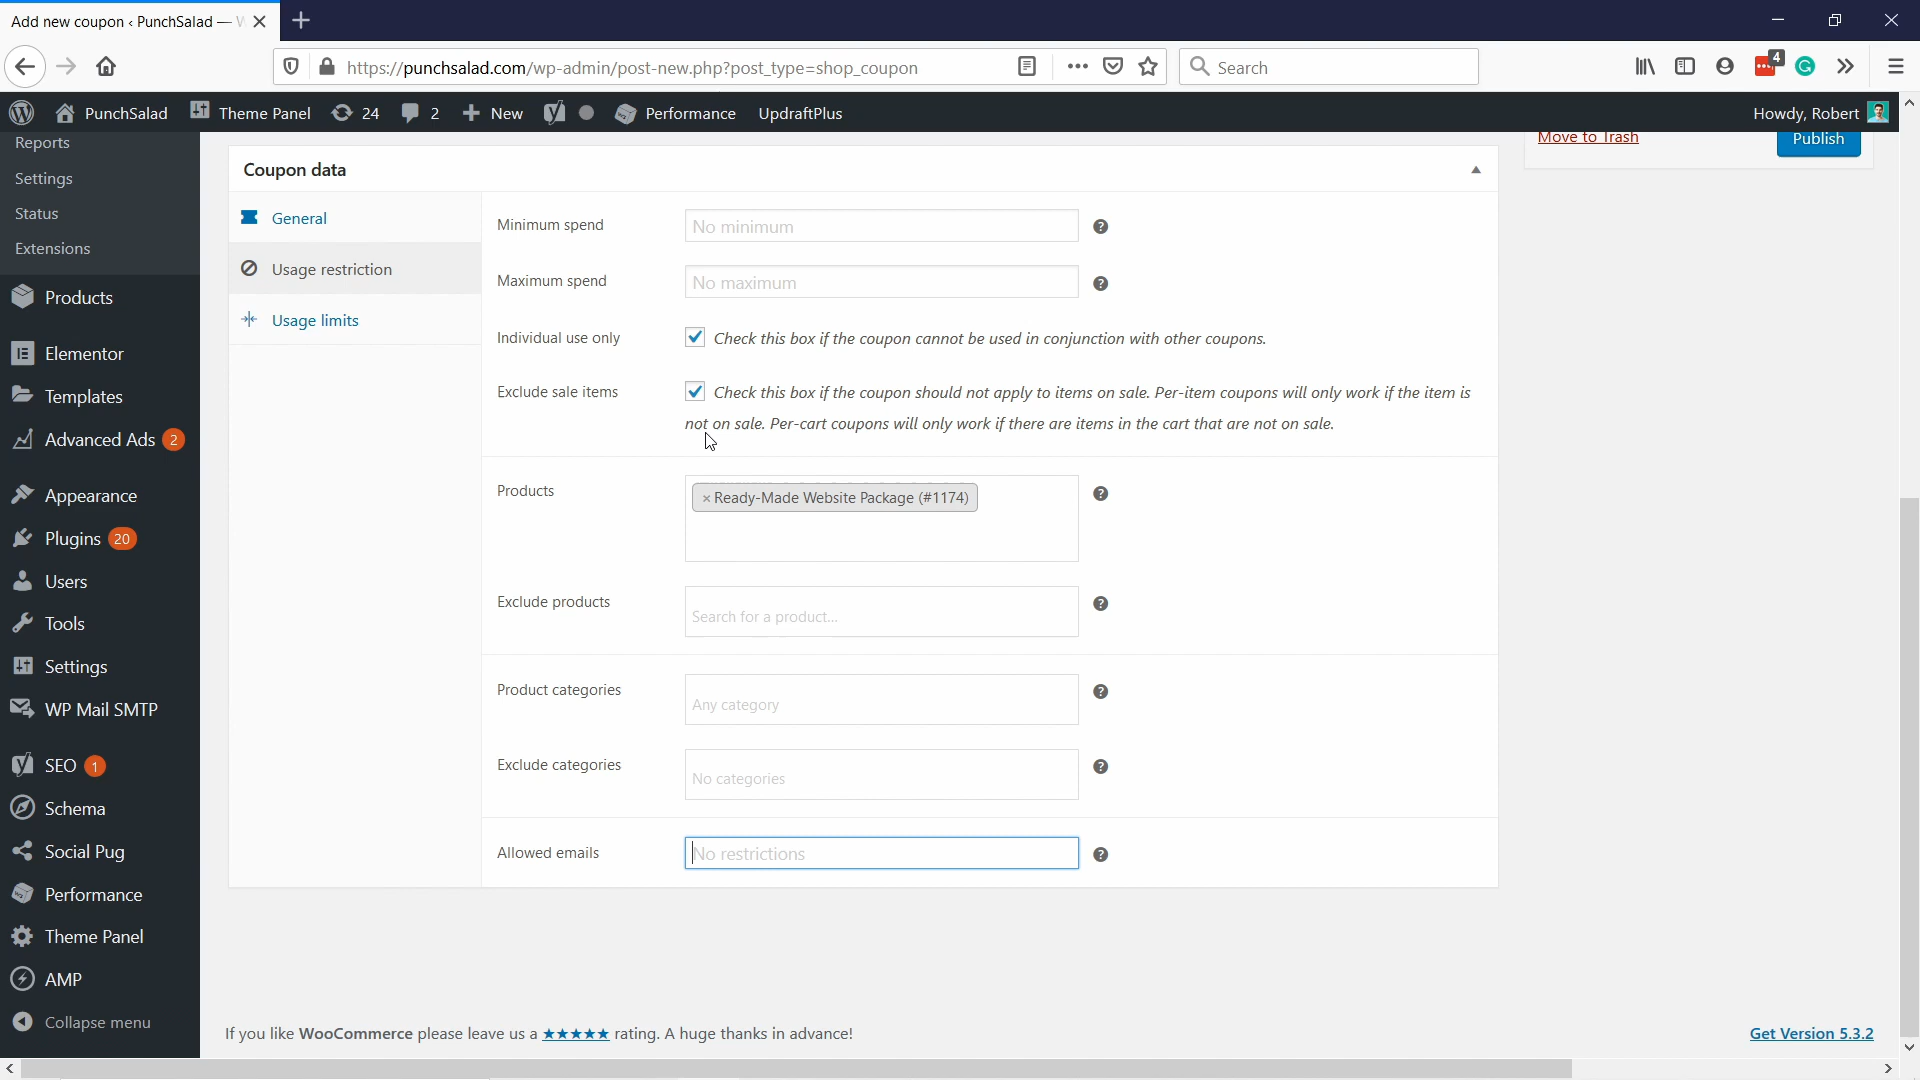 Add new coupon ‹ PunchSalad — W
https://punchsalad.com/wp-admin/post-new.php?post_type=shop_coupon
Search
4
PunchSalad
Theme Panel
24
2
New
Performance
UpdraftPlus
Howdy, Robert
Reports
Settings
Status
Extensions
Products
Elementor
Templates
Advanced Ads 2
Appearance
Plugins 20
Users
Tools
Settings
WP Mail SMTP
SEO 1
Schema
Social Pug
Performance
Theme Panel
AMP
Collapse menu
Move to Trash
Publish
Coupon data
General
Usage restriction
Usage limits
Minimum spend
No minimum
Maximum spend
No maximum
Individual use only
Check this box if the coupon cannot be used in conjunction with other coupons.
Exclude sale items
Check this box if the coupon should not apply to items on sale. Per-item coupons will only work if the item is
not on sale. Per-cart coupons will only work if there are items in the cart that are not on sale.
Products
× Ready-Made Website Package (#1174)
Exclude products
Search for a product...
Product categories
Any category
Exclude categories
No categories
Allowed emails
No restrictions
If you like WooCommerce please leave us a ★★★★★ rating. A huge thanks in advance!
Get Version 5.3.2